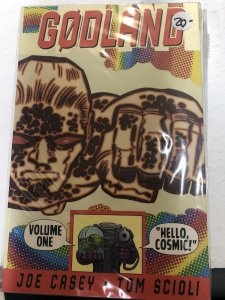 GØDLAND
20-
VOLUME
ONE
"HELLO,
COSMIC!"
JOE CASEY TOM SCIOLI